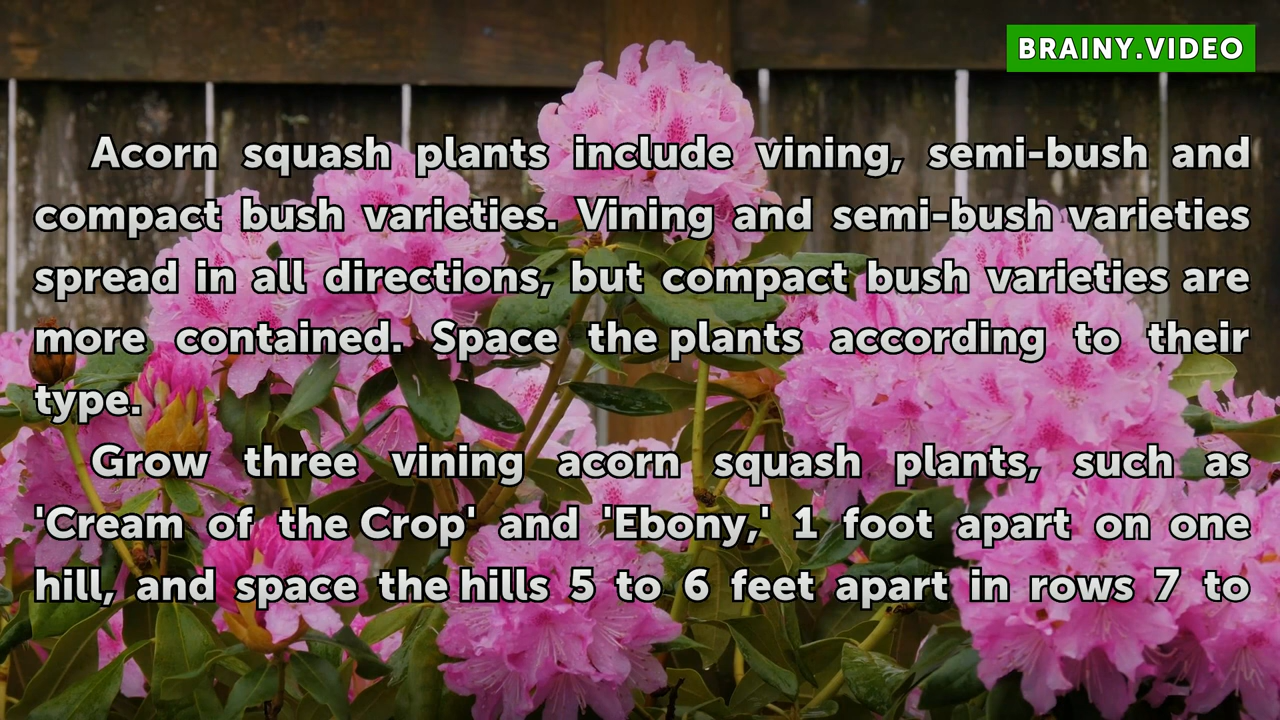 BRAINY.VIDEO
Acorn squash plants include vining, semi-bush and
compact bush varieties. Vining and semi-bush varieties
spread in all directions, but compact bush varieties are
more contained. Space the plants according to their
type.
Grow three vining acorn squash plants, such as
'Cream of the Crop' and 'Ebony,' 1 foot apart on one
hill, and space the hills 5 to 6 feet apart in rows 7 to